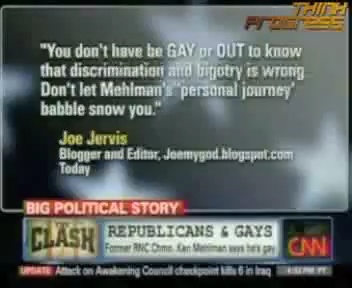 THINK
PROGRESS
"You don't have be GAY or OUT to know
that discrimination and bigotry is wrong.
Don't let Mehlman's "personal journey'
babble snow you."
Joe Jervis
Blogger and Editor, Joemygod.blogspot.com
Today
BIG POLITICAL STORY
THE
CLASH
REPUBLICANS & GAYS
Former RNC Chmn. Ken Mehlman says he's gay
CNN
UPDATE Attack on Awakening Council checkpoint kills 6 in Iraq
PT